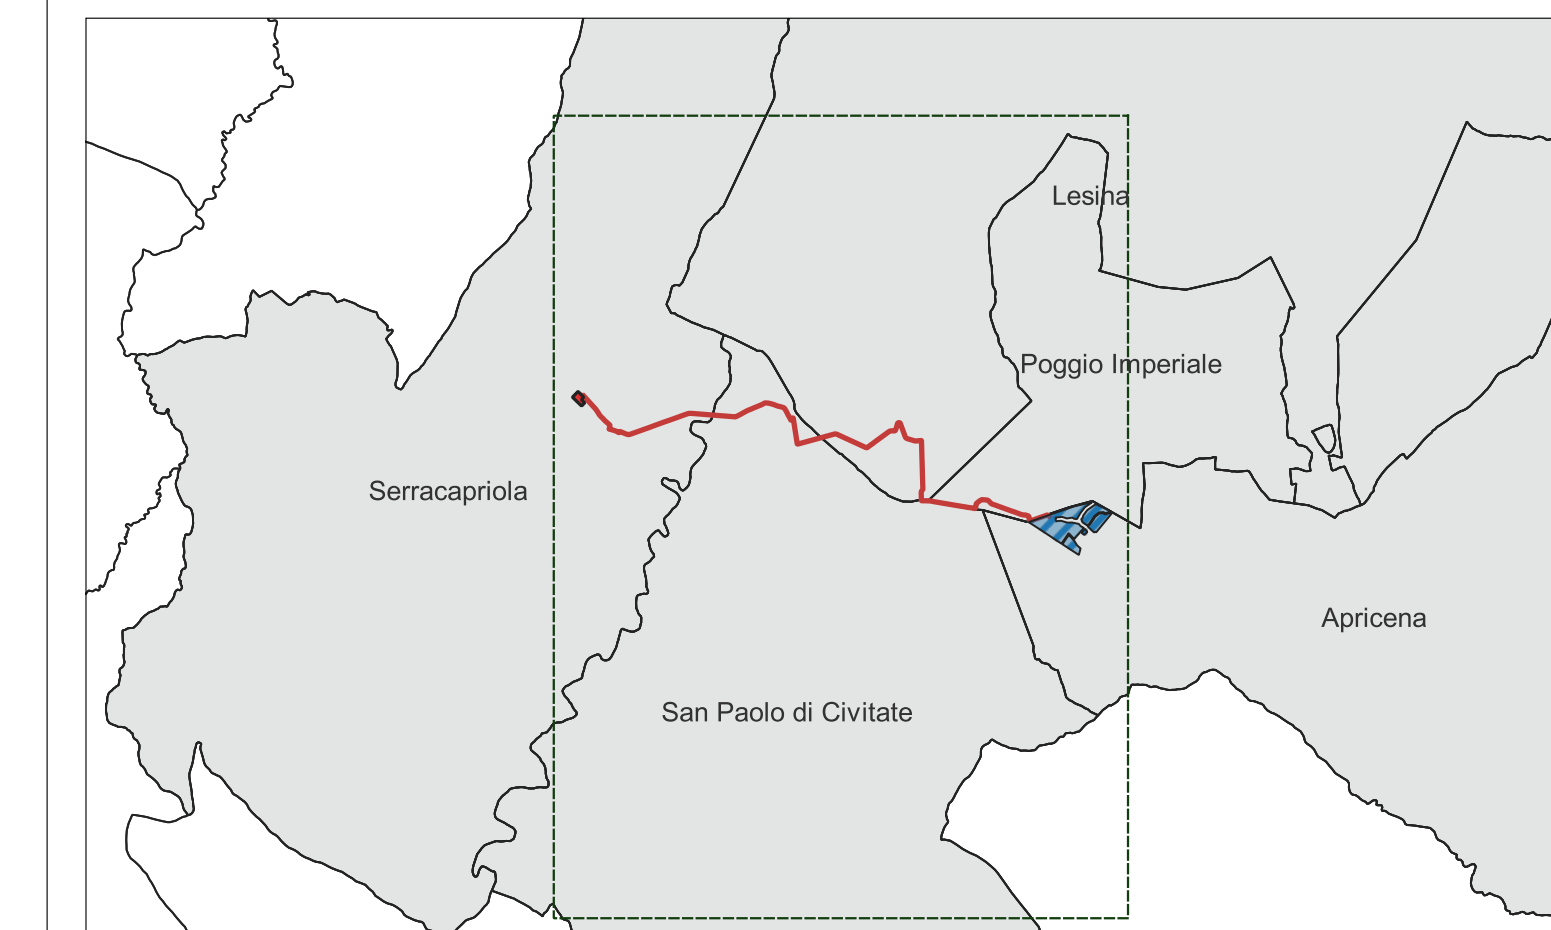 Lesina
Poggio Imperiale
Serracapriola
Apricena
San Paolo di Civitate